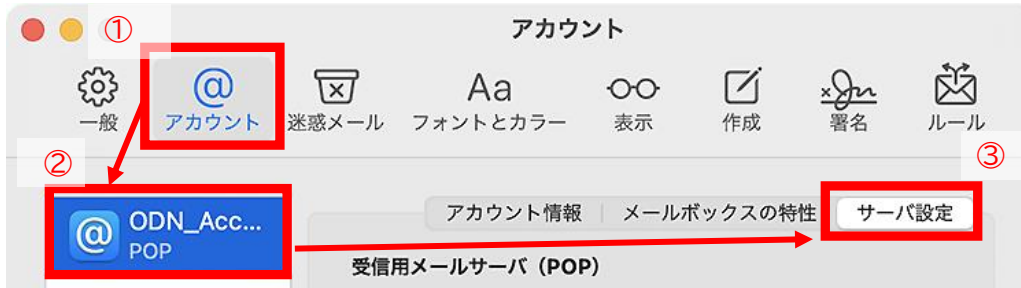 ①
アカウント
@
Aa
一般
アカウント
迷惑メール
フォントとカラー
表示
作成
署名
ルール
②
③
@
ODN_Acc...
POP
アカウント情報
メールボックスの特性
サーバ設定
受信用メールサーバ（POP）